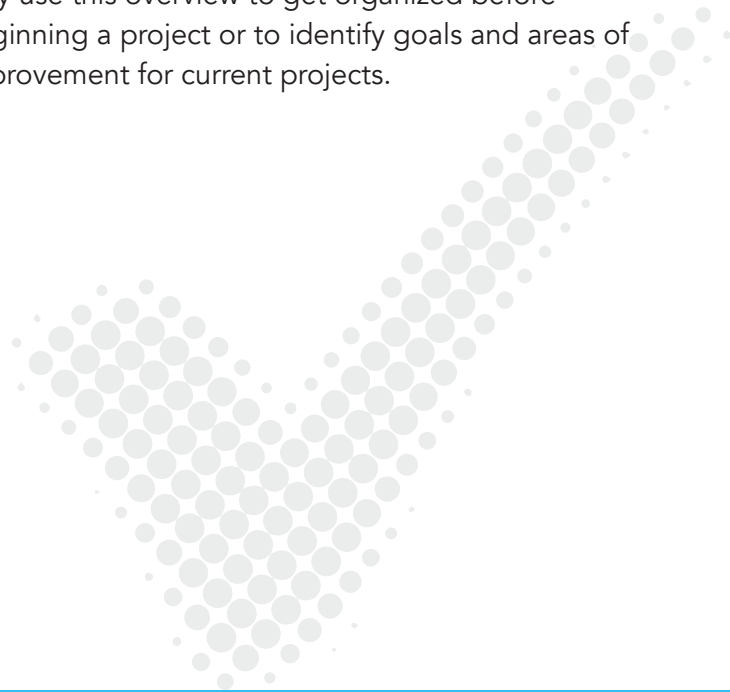 y use this overview to get organized before
ginning a project or to identify goals and areas of
provement for current projects.